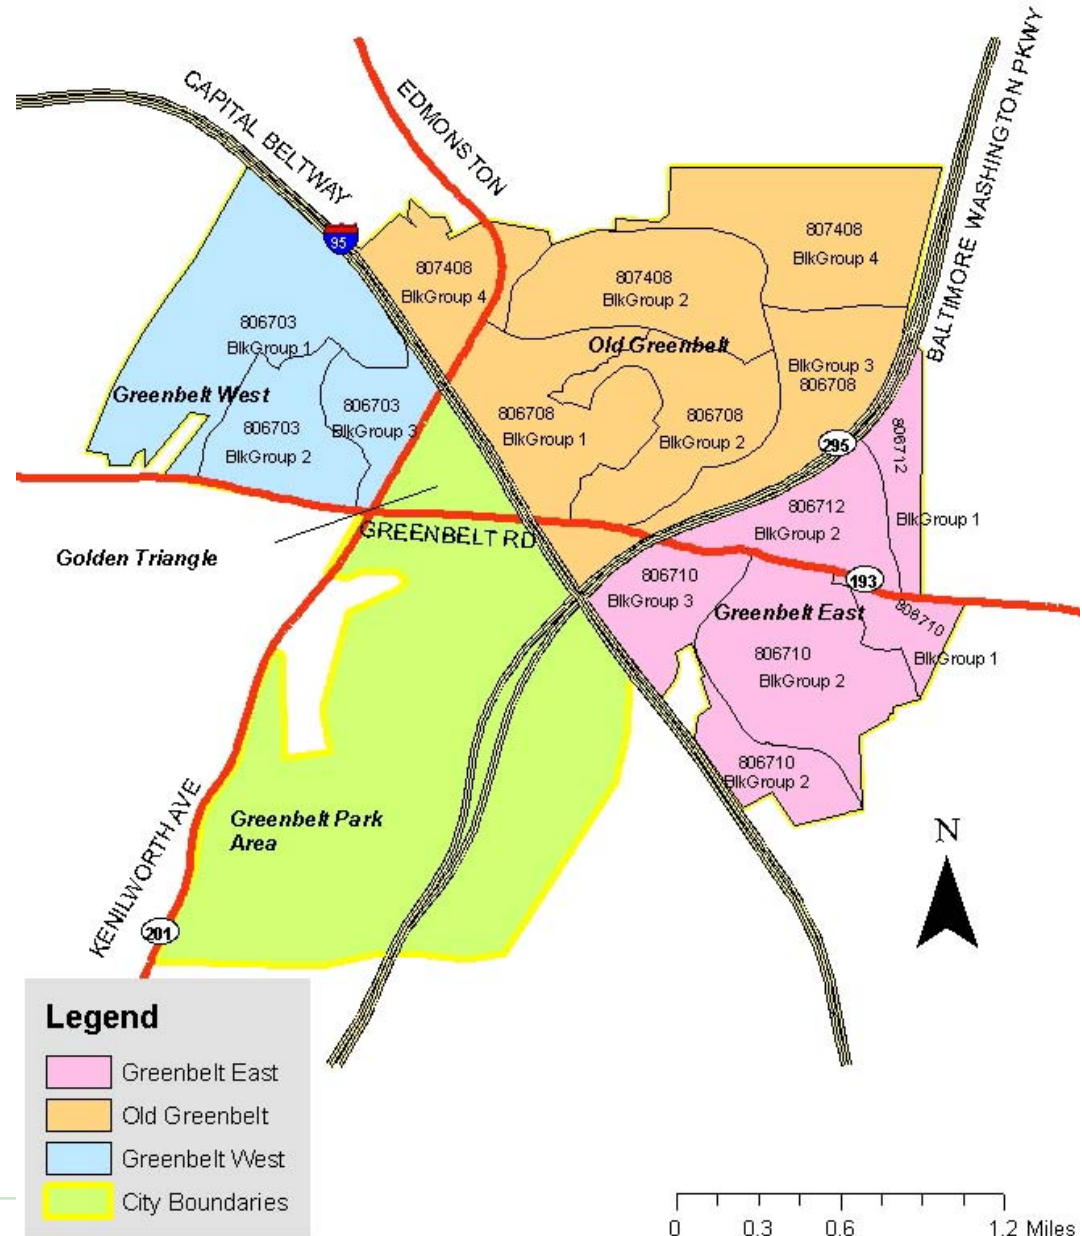 CAPITAL BELTWAY
EDMONSTON
BALTIMORE WASHINGTON PKWY
95
807408
BlkGroup 4
807408
BlkGroup 2
807408
BlkGroup 4
806703
BlkGroup 1
Old Greenbelt
BlkGroup 3
806708
Greenbelt West
806703
BlkGroup 3
806703
BlkGroup 2
806708
BlkGroup 1
806708
BlkGroup 2
295
806712
BlkGroup 1
806712
BlkGroup 2
GREENBELT RD
Golden Triangle
806710
BlkGroup 3
193
Greenbelt East
806710
BlkGroup 1
806710
BlkGroup 2
806710
BlkGroup 2
Greenbelt Park
Area
KENILWORTH AVE
201
N
Legend
Greenbelt East
Old Greenbelt
Greenbelt West
City Boundaries
0 0.3 0.6 1.2 Miles